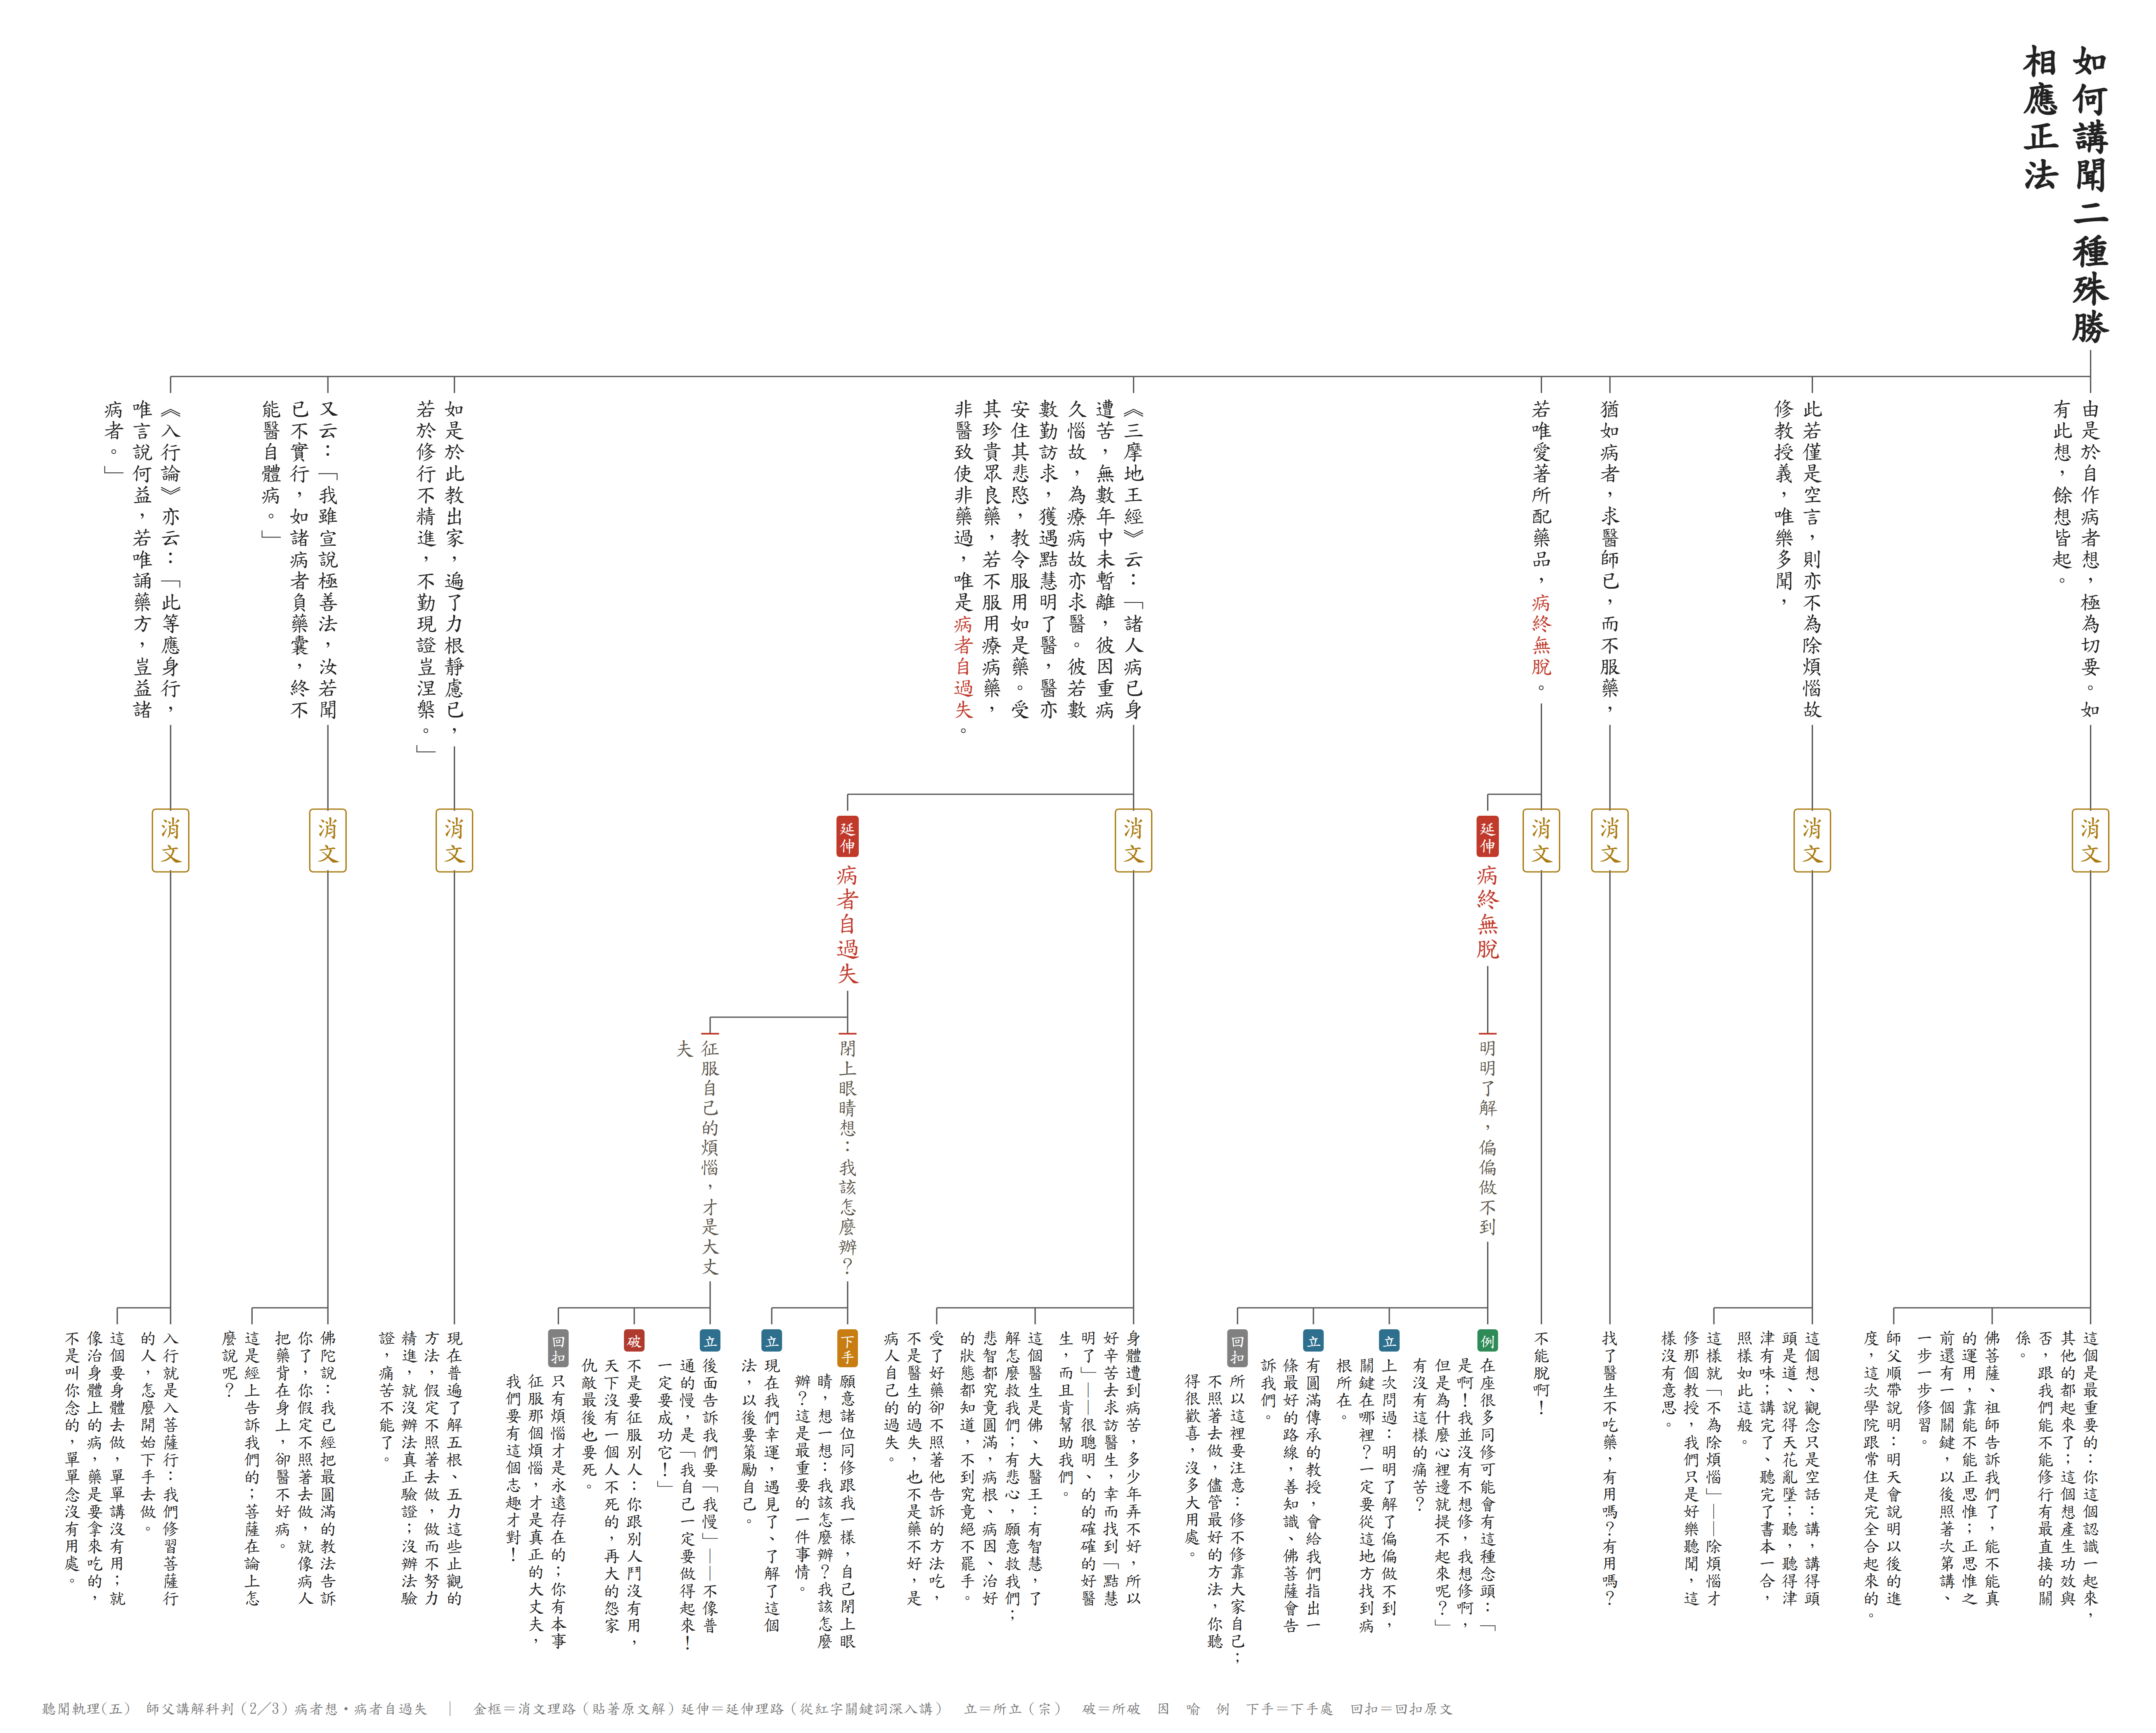 如何講聞二種殊勝
相應正法
由是於自作病者想，極為切要。如
有此想，餘想皆起。
此若僅是空言，則亦不為除煩惱故
修教授義，唯樂多聞，
猶如病者，求醫師已，而不服藥，
若唯愛著所配藥品，病終無脫。
《三摩地王經》云：「諸人病已身
遭苦，無數年中未暫離，彼因重病
久惱故，為療病故亦求醫。彼若數
數勤訪求，獲遇黠慧明了醫，醫亦
安住其悲愍，教令服用如是藥。受
其珍貴眾良藥，若不服用療病藥，
非醫致使非藥過，唯是病者自過失。
如是於此教出家，遍了力根靜慮已，
若於修行不精進，不勤現證豈涅槃。」
又云：「我雖宣說極善法，汝若聞
已不實行，如諸病者負藥囊，終不
能醫自體病。」
《入行論》亦云：「此等應身行，
唯言說何益，若唯誦藥方，豈益諸
病者。」
消文
消文
消文
消文
延伸
病終無脫
消文
延伸
病者自過失
消文
消文
消文
明明了解，偏偏做不到
閉上眼睛想：我該怎麼辦？
征服自己的煩惱，才是大丈
夫
這個是最重要的：你這個認識一起來，
其他的都起來了；這個想產生功效與
否，跟我們能不能修行有最直接的關
係。
佛菩薩、祖師告訴我們了，能不能真
的運用，靠能不能正思惟；正思惟之
前還有一個關鍵，以後照著次第講、
一步一步修習。
師父順帶說明：明天會說明以後的進
度，這次學院跟常住是完全合起來的。
這個想、觀念只是空話：講，講得頭
頭是道、說得天花亂墜；聽，聽得津
津有味；講完了、聽完了書本一合，
照樣如此這般。
這樣就「不為除煩惱」——除煩惱才
修那個教授，我們只是好樂聽聞，這
樣沒有意思。
找了醫生不吃藥，有用嗎？有用嗎？
不能脫啊！
例
在座很多同修可能會有這種念頭：「
是啊！我並沒有不想修，我想修啊，
但是為什麼心裡邊就提不起來呢？」
有沒有這樣的痛苦？
立
上次問過：明明了解了偏偏做不到，
關鍵在哪裡？一定要從這地方找到病
根所在。
立
有圓滿傳承的教授，會給我們指出一
條最好的路線，善知識、佛菩薩會告
訴我們。
回扣
所以這裡要注意：修不修靠大家自己；
不照著去做，儘管最好的方法，你聽
得很歡喜，沒多大用處。
身體遭到病苦，多少年弄不好，所以
好辛苦去求訪醫生，幸而找到「黠慧
明了」——很聰明、的的確確的好醫
生，而且肯幫助我們。
這個醫生是佛、大醫王：有智慧，了
解怎麼救我們；有悲心，願意救我們；
悲智都究竟圓滿，病根、病因、治好
的狀態都知道，不到究竟絕不罷手。
受了好藥卻不照著他告訴的方法吃，
不是醫生的過失，也不是藥不好，是
病人自己的過失。
下手
願意諸位同修跟我一樣，自己閉上眼
睛，想一想：我該怎麼辦？我該怎麼
辦？這是最重要的一件事情。
立
現在我們幸運，遇見了、了解了這個
法，以後要策勵自己。
立
後面告訴我們要「我慢」——不像普
通的慢，是「我自己一定要做得起來！
一定要成功它！」
破
不是要征服別人：你跟別人鬥沒有用，
天下沒有一個人不死的，再大的怨家
仇敵最後也要死。
回扣
只有煩惱才是永遠存在的；你有本事
征服那個煩惱，才是真正的大丈夫，
我們要有這個志趣才對！
現在普遍了解五根、五力這些止觀的
方法，假定不照著去做，做而不努力
精進，就沒辦法真正驗證；沒辦法驗
證，痛苦不能了。
佛陀說：我已經把最圓滿的教法告訴
你了，你假定不照著去做，就像病人
把藥背在身上，卻醫不好病。
這是經上告訴我們的；菩薩在論上怎
麼說呢？
入行就是入菩薩行：我們修習菩薩行
的人，怎麼開始下手去做。
這個要身體去做，單單講沒有用；就
像治身體上的病，藥是要拿來吃的，
不是叫你念的，單單念沒有用處。
聽聞軌理(五)　師父講解科判（2／3）病者想・病者自過失　｜　金框＝消文理路（貼著原文解）延伸＝延伸理路（從紅字關鍵詞深入講）　立＝所立（宗）　破＝所破　因　喻　例　下手＝下手處　回扣＝回扣原文